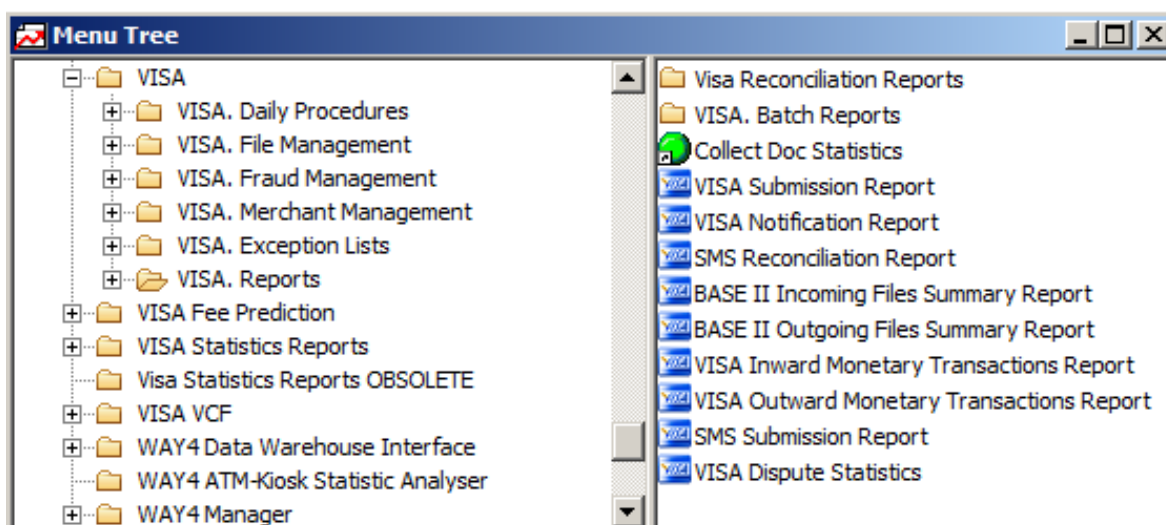 Menu Tree
VISA
VISA. Daily Procedures
VISA. File Management
VISA. Fraud Management
VISA. Merchant Management
VISA. Exception Lists
VISA. Reports
VISA Fee Prediction
VISA Statistics Reports
Visa Statistics Reports OBSOLETE
VISA VCF
WAY4 Data Warehouse Interface
WAY4 ATM-Kiosk Statistic Analyser
WAY4 Manager
Visa Reconciliation Reports
VISA. Batch Reports
Collect Doc Statistics
VISA Submission Report
VISA Notification Report
SMS Reconciliation Report
BASE II Incoming Files Summary Report
BASE II Outgoing Files Summary Report
VISA Inward Monetary Transactions Report
VISA Outward Monetary Transactions Report
SMS Submission Report
VISA Dispute Statistics